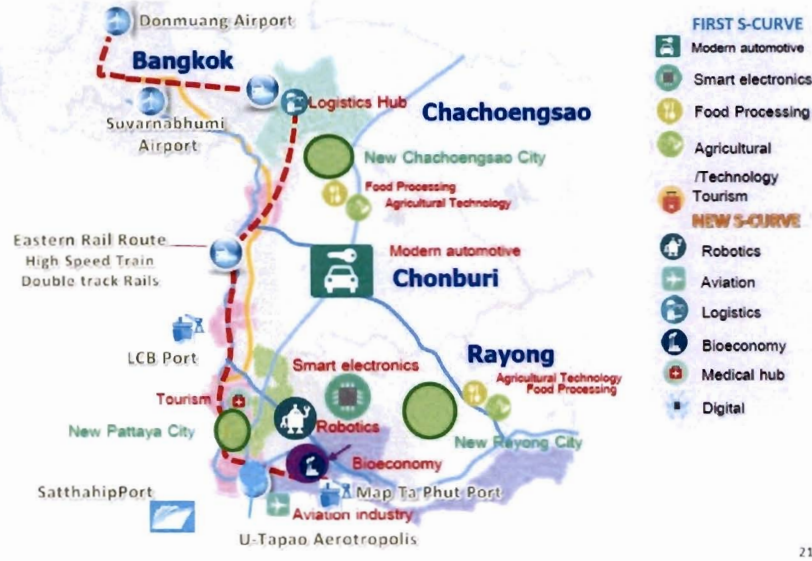 Donmuang Airport
Bangkok
Logistics Hub
Suvarnabhumi
Airport
Chachoengsao
New Chachoengsao City
Food Processing
Agricultural Technology
Eastern Rail Route
High Speed Train
Double track Rails
Modern automotive
Chonburi
LCB Port
Rayong
Smart electronics
Agricultural Technology
Food Processing
Tourism
New Pattaya City
Robotics
New Rayong City
Bioeconomy
SatthahipPort
Map Ta Phut Port
Aviation industry
U-Tapao Aerotropolis
FIRST S-CURVE
Modern automotive
Smart electronics
Food Processing
Agricultural
/Technology
Tourism
NEW S-CURVE
Robotics
Aviation
Logistics
Bioeconomy
Medical hub
Digital
21